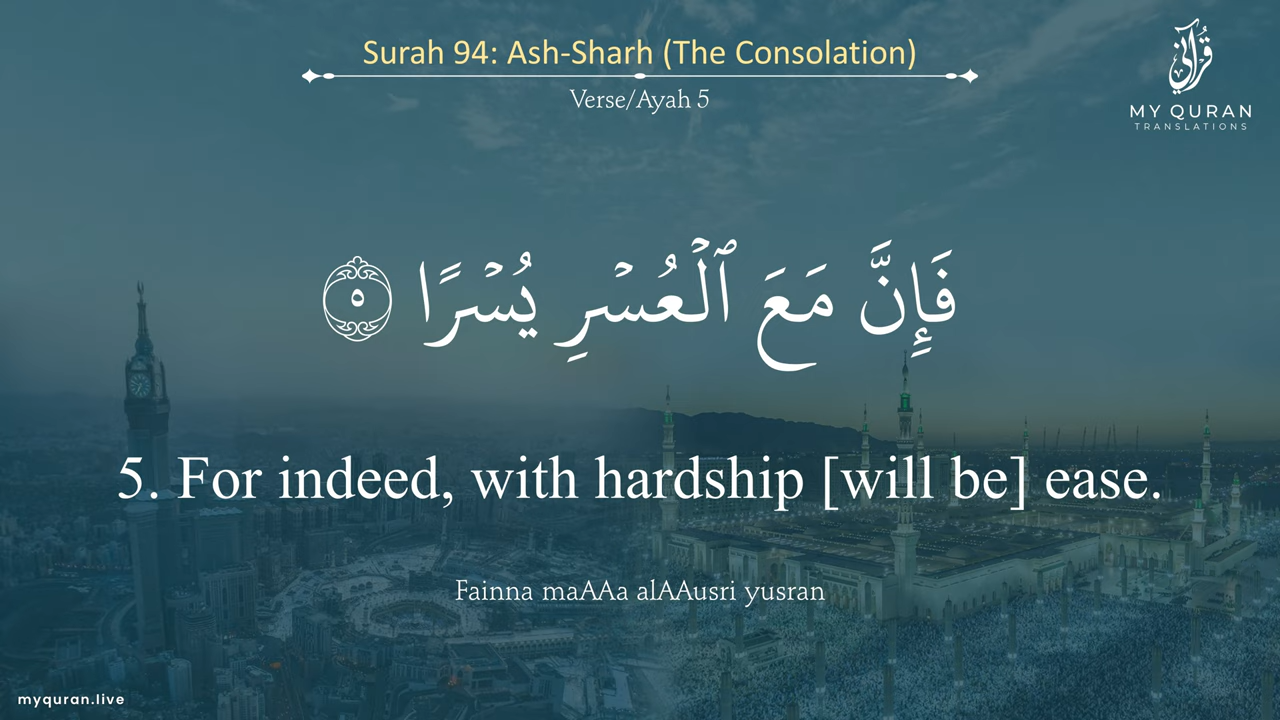 Surah 94: Ash-Sharh (The Consolation)
Verse/Ayah 5
قرآني
MY QURAN
TRANSLATIONS
فَإِنَّ مَعَ ٱلْعُسْرِ يُسْرًا ٥
5. For indeed, with hardship [will be] ease.
Fainna maAAa alAAusri yusran
myquran.live